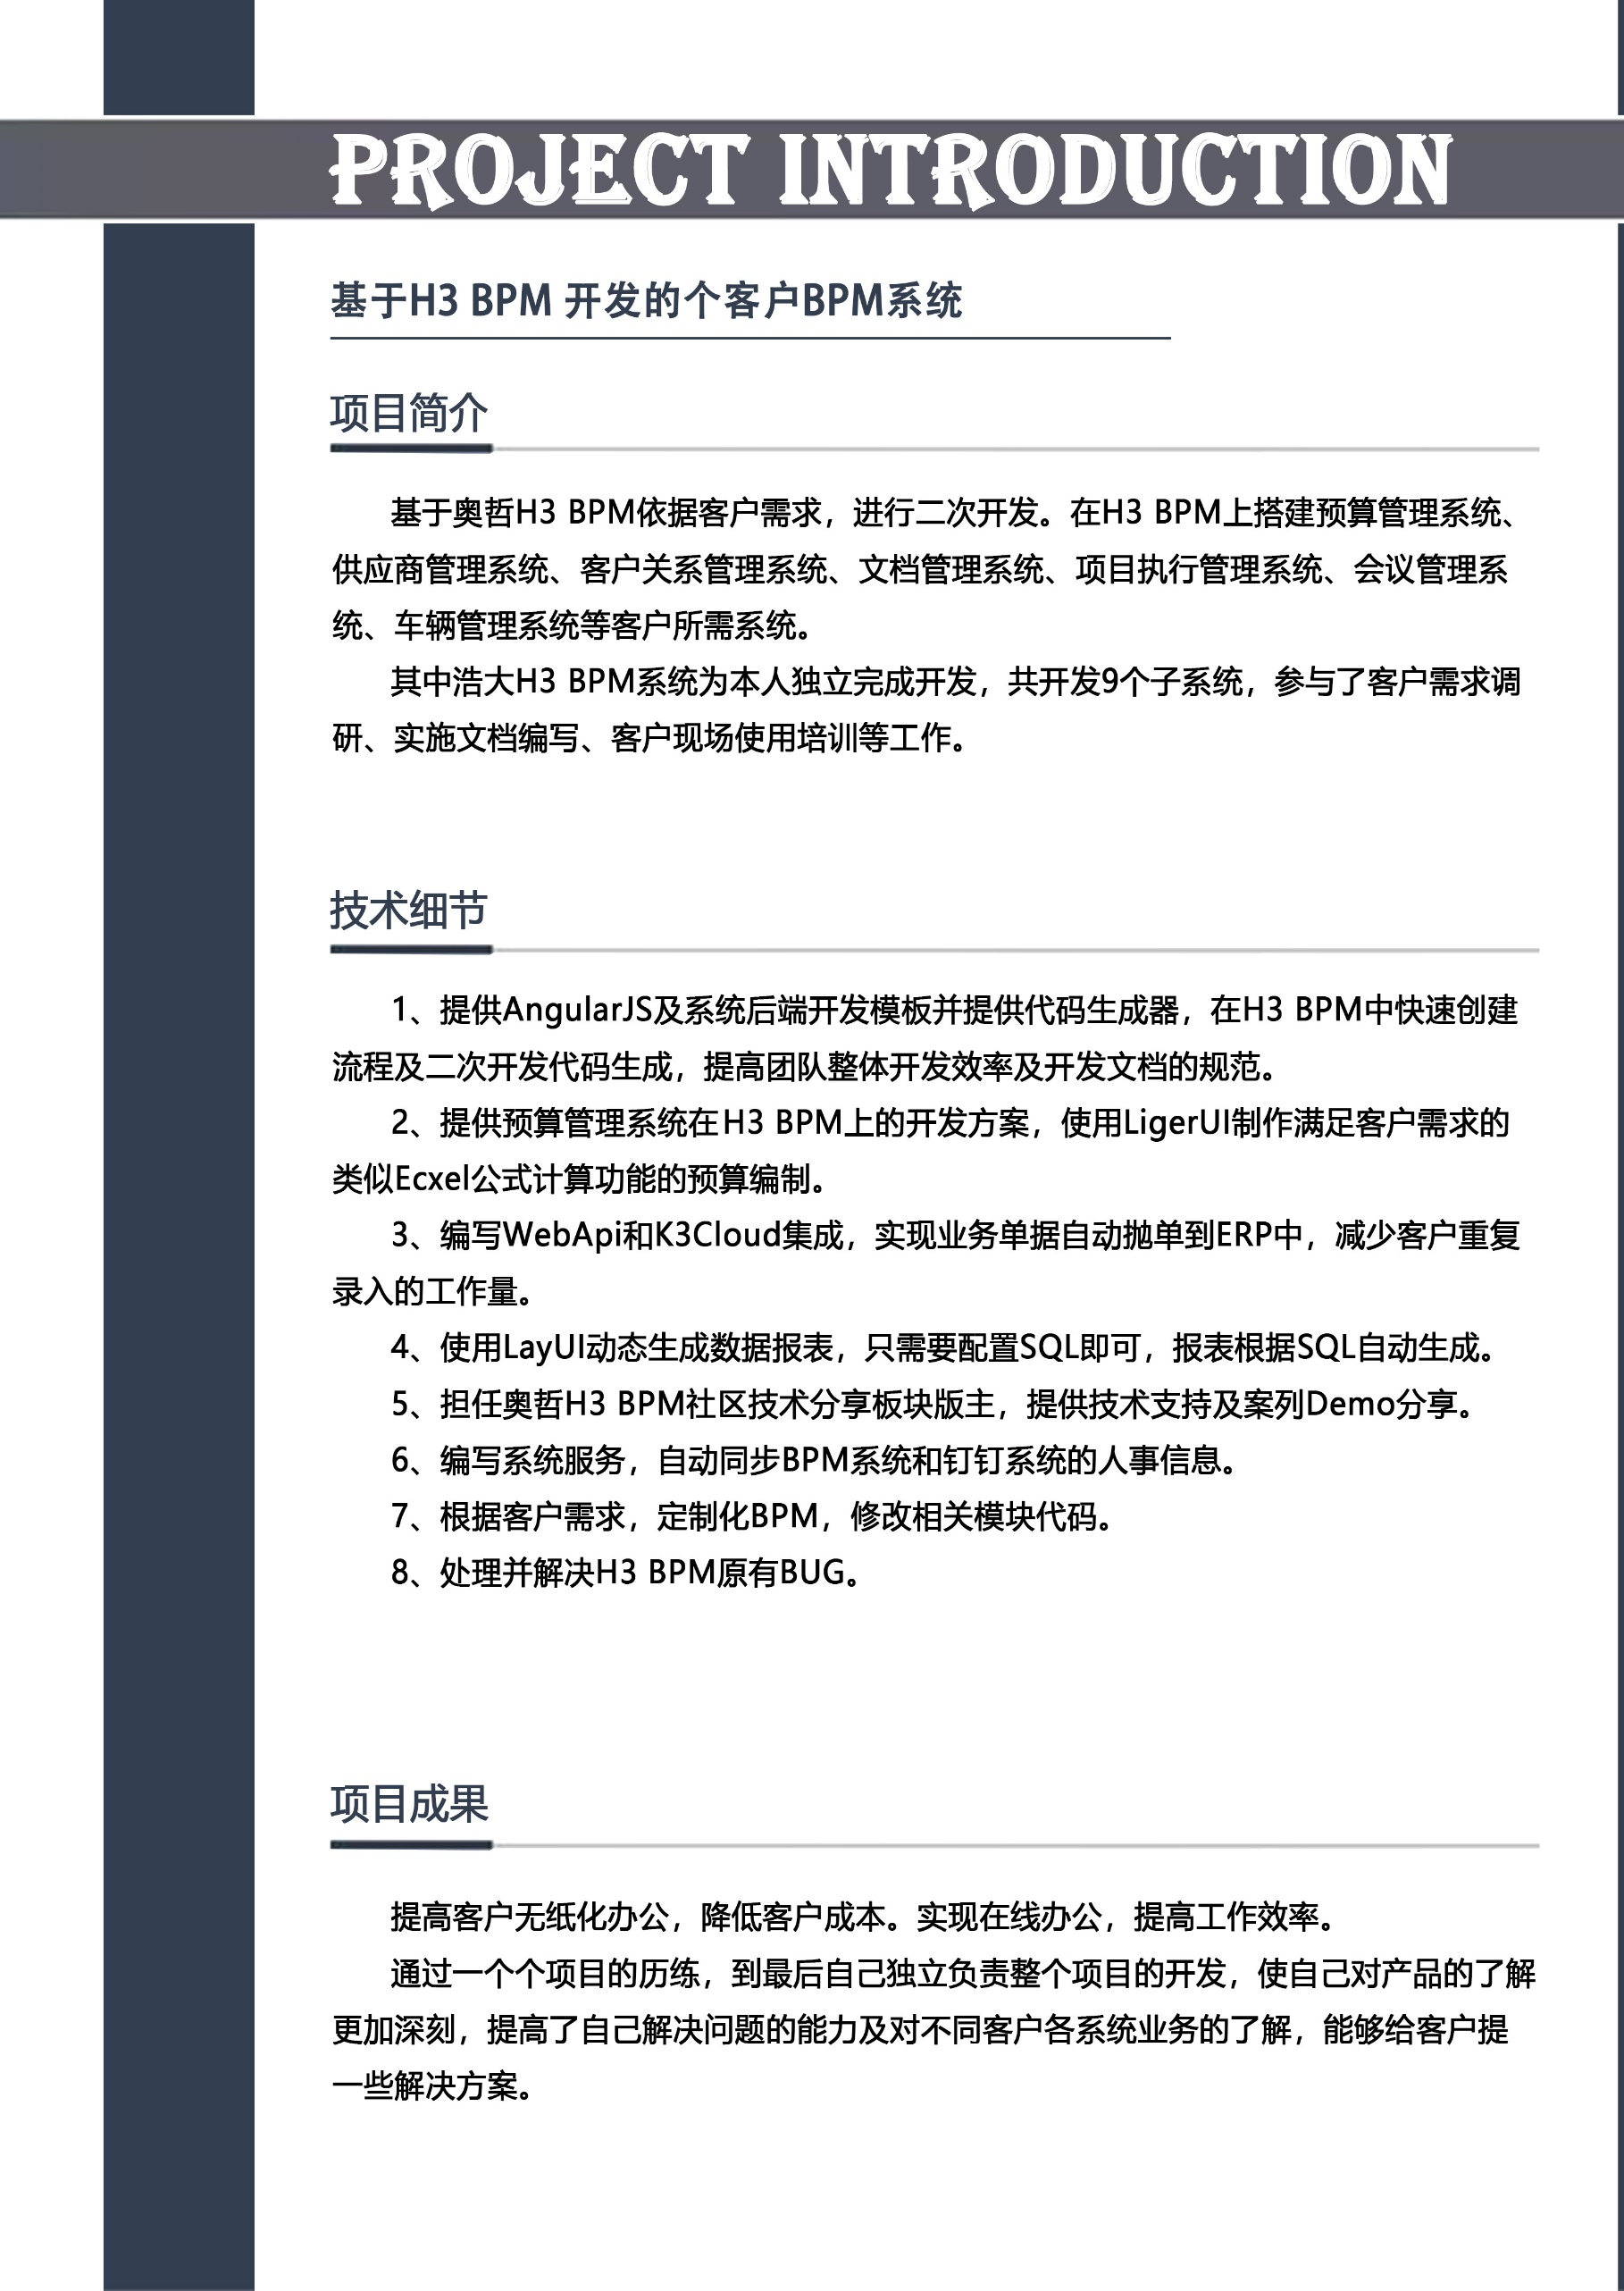 PROJECT INTRODUCTION
基于H3 BPM 开发的个客户BPM系统
项目简介
基于奥哲H3 BPM依据客户需求，进行二次开发。在H3 BPM上搭建预算管理系统、
供应商管理系统、客户关系管理系统、文档管理系统、项目执行管理系统、会议管理系
统、车辆管理系统等客户所需系统。
其中浩大H3 BPM系统为本人独立完成开发，共开发9个子系统，参与了客户需求调
研、实施文档编写、客户现场使用培训等工作。
技术细节
1、提供AngularJS及系统后端开发模板并提供代码生成器，在H3 BPM中快速创建
流程及二次开发代码生成，提高团队整体开发效率及开发文档的规范。
2、提供预算管理系统在H3 BPM上的开发方案，使用LigerUI制作满足客户需求的
类似Ecxel公式计算功能的预算编制。
3、编写WebApi和K3Cloud集成，实现业务单据自动抛单到ERP中，减少客户重复
录入的工作量。
4、使用LayUI动态生成数据报表，只需要配置SQL即可，报表根据SQL自动生成。
5、担任奥哲H3 BPM社区技术分享板块版主，提供技术支持及案列Demo分享。
6、编写系统服务，自动同步BPM系统和钉钉系统的人事信息。
7、根据客户需求，定制化BPM，修改相关模块代码。
8、处理并解决H3 BPM原有BUG。
项目成果
提高客户无纸化办公，降低客户成本。实现在线办公，提高工作效率。
通过一个个项目的历练，到最后自己独立负责整个项目的开发，使自己对产品的了解
更加深刻，提高了自己解决问题的能力及对不同客户各系统业务的了解，能够给客户提
一些解决方案。